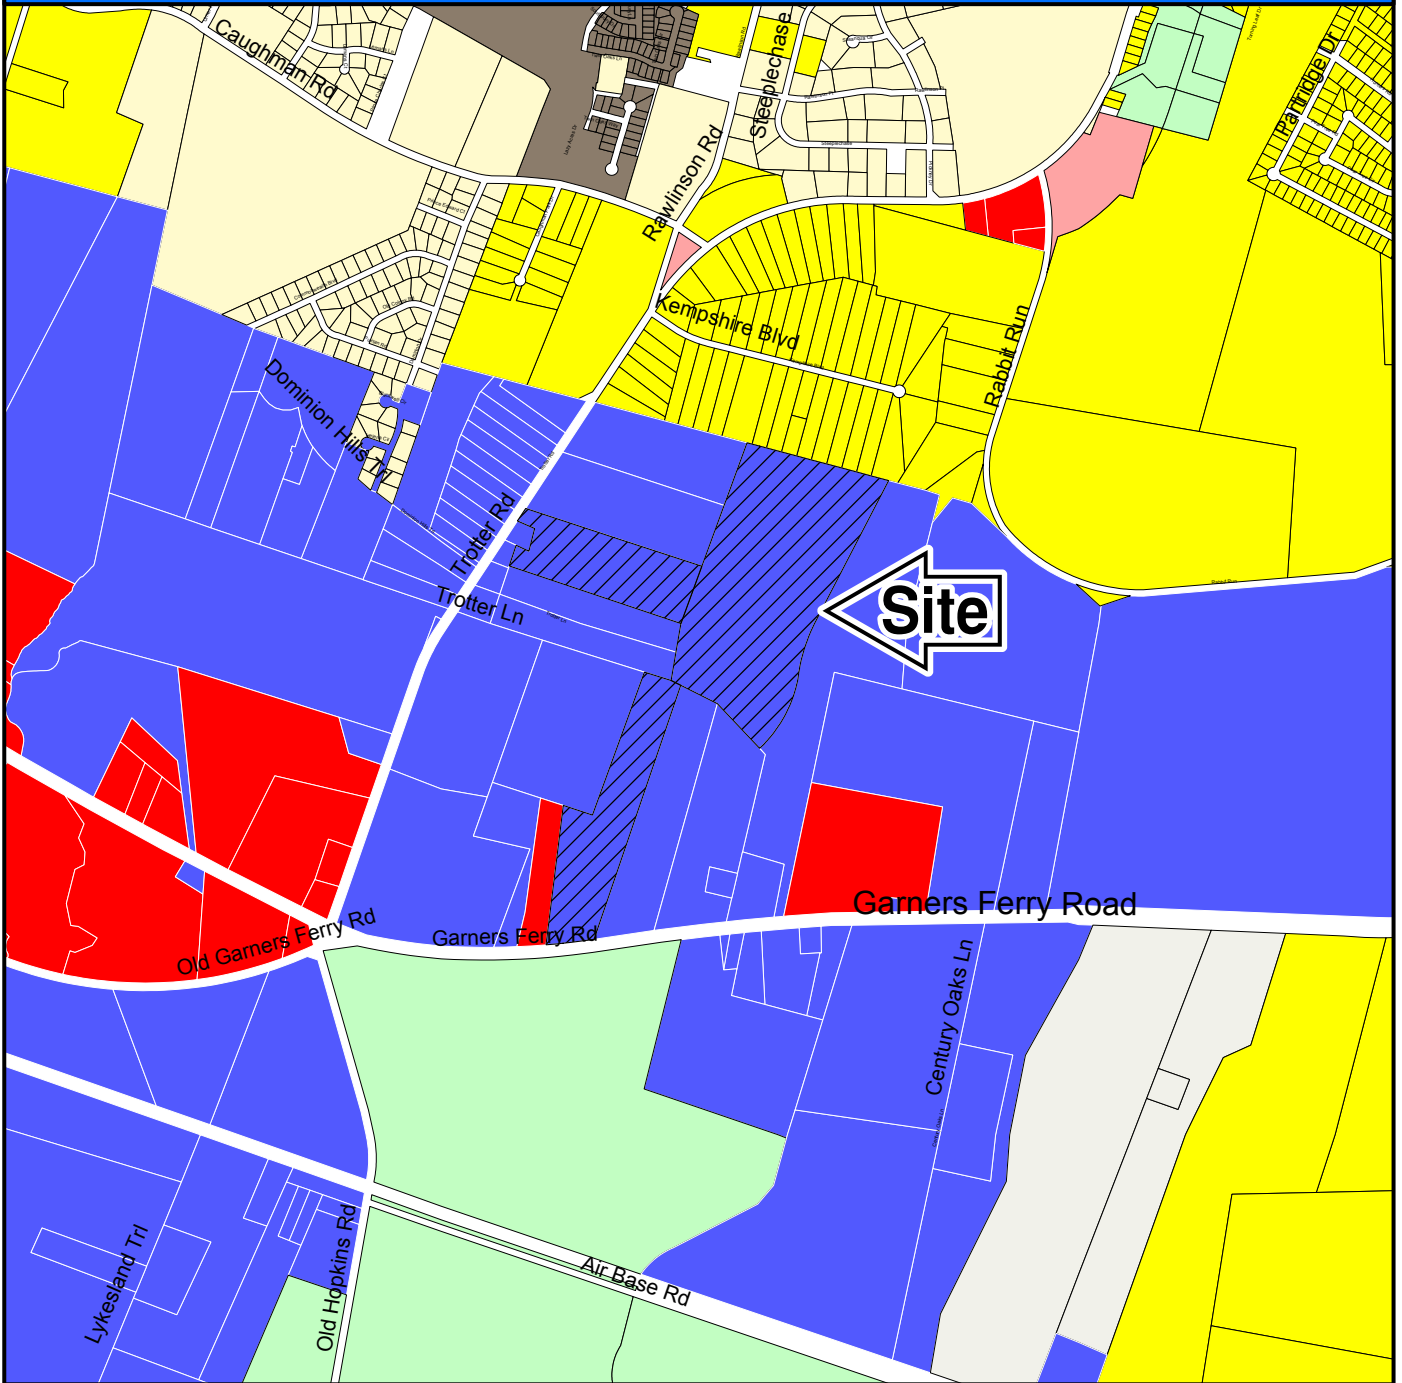 Caughman Rd
Steeplechase
Partridge Dr
Rawlinson Rd
Steeplechase
Kempshire Blvd
Rabbit Run
Dominion Hills Trl
Trotter Rd
Trotter Ln
Site
Garners Ferry Road
Garners Ferry Rd
Old Garners Ferry Rd
Century Oaks Ln
Air Base Rd
Old Hopkins Rd
Lykesland Trl